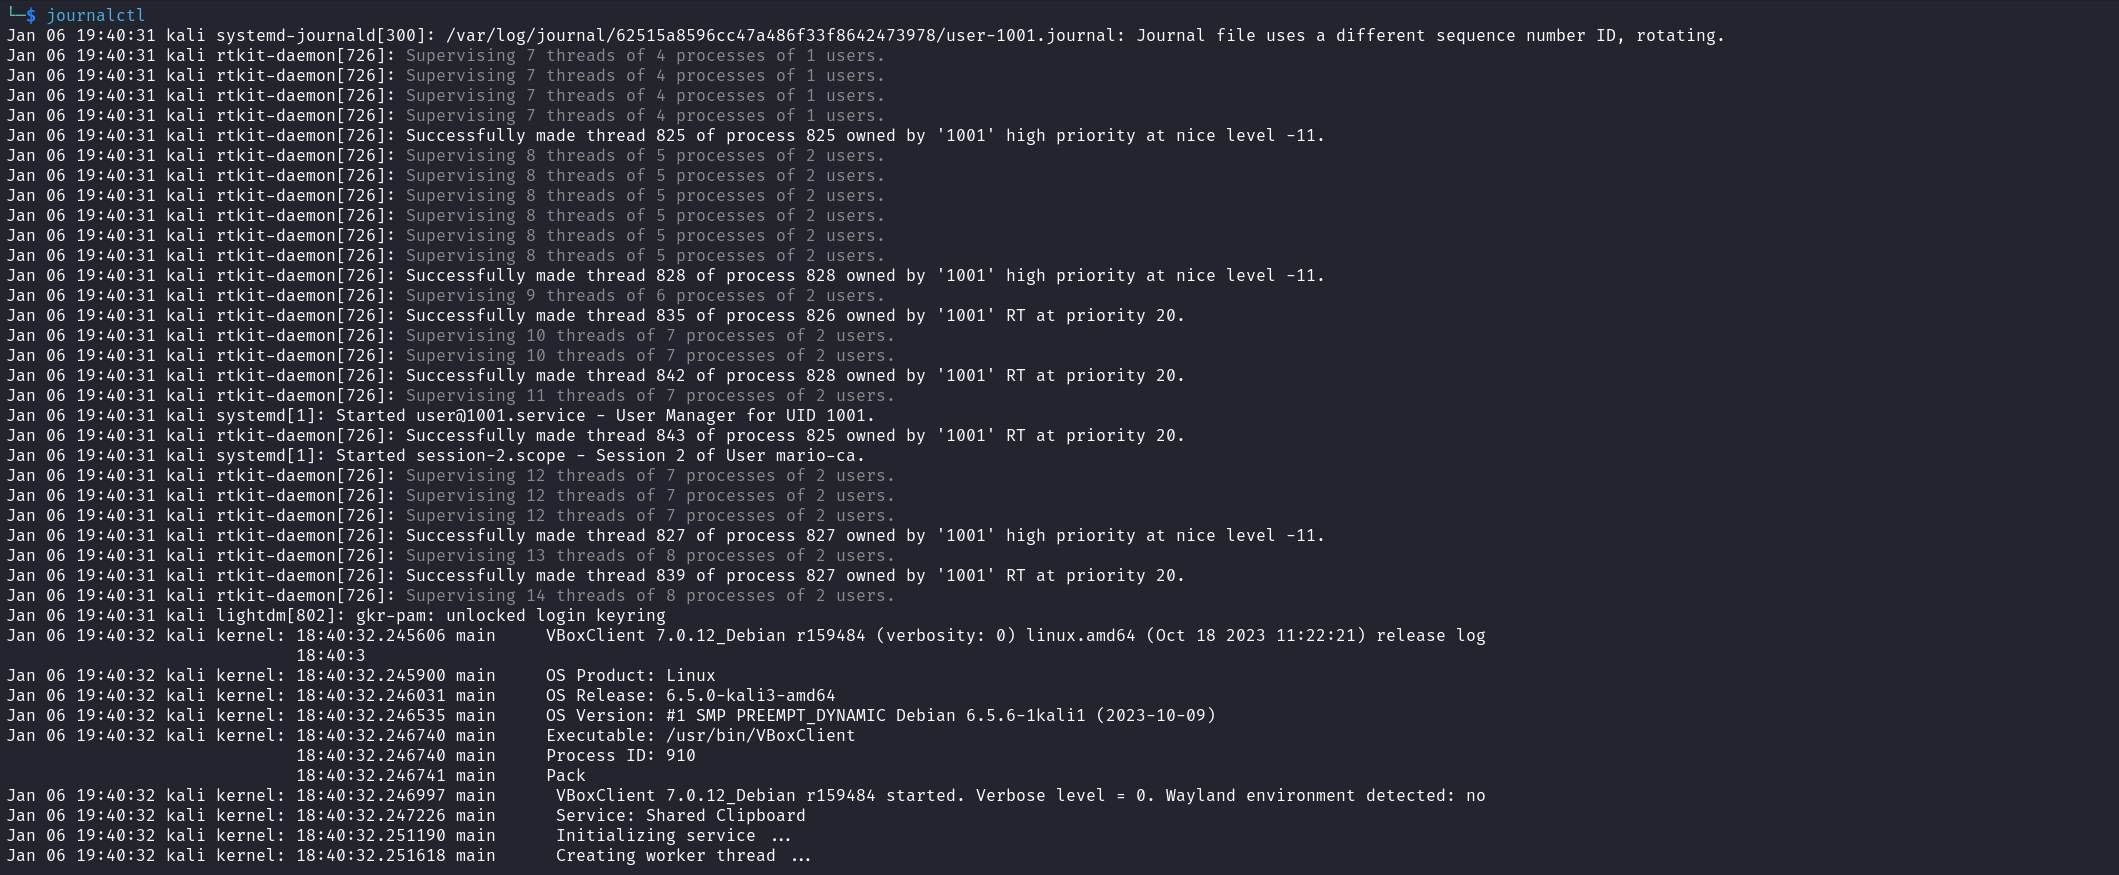 └─$ journalctl
Jan 06 19:40:31 kali systemd-journald[300]: /var/log/journal/62515a8596cc47a486f33f8642473978/user-1001.journal: Journal file uses a different sequence number ID, rotating.
Jan 06 19:40:31 kali rtkit-daemon[726]: Supervising 7 threads of 4 processes of 1 users.
Jan 06 19:40:31 kali rtkit-daemon[726]: Supervising 7 threads of 4 processes of 1 users.
Jan 06 19:40:31 kali rtkit-daemon[726]: Supervising 7 threads of 4 processes of 1 users.
Jan 06 19:40:31 kali rtkit-daemon[726]: Supervising 7 threads of 4 processes of 1 users.
Jan 06 19:40:31 kali rtkit-daemon[726]: Successfully made thread 825 of process 825 owned by '1001' high priority at nice level -11.
Jan 06 19:40:31 kali rtkit-daemon[726]: Supervising 8 threads of 5 processes of 2 users.
Jan 06 19:40:31 kali rtkit-daemon[726]: Supervising 8 threads of 5 processes of 2 users.
Jan 06 19:40:31 kali rtkit-daemon[726]: Supervising 8 threads of 5 processes of 2 users.
Jan 06 19:40:31 kali rtkit-daemon[726]: Supervising 8 threads of 5 processes of 2 users.
Jan 06 19:40:31 kali rtkit-daemon[726]: Supervising 8 threads of 5 processes of 2 users.
Jan 06 19:40:31 kali rtkit-daemon[726]: Supervising 8 threads of 5 processes of 2 users.
Jan 06 19:40:31 kali rtkit-daemon[726]: Successfully made thread 828 of process 828 owned by '1001' high priority at nice level -11.
Jan 06 19:40:31 kali rtkit-daemon[726]: Supervising 9 threads of 6 processes of 2 users.
Jan 06 19:40:31 kali rtkit-daemon[726]: Successfully made thread 835 of process 826 owned by '1001' RT at priority 20.
Jan 06 19:40:31 kali rtkit-daemon[726]: Supervising 10 threads of 7 processes of 2 users.
Jan 06 19:40:31 kali rtkit-daemon[726]: Supervising 10 threads of 7 processes of 2 users.
Jan 06 19:40:31 kali rtkit-daemon[726]: Successfully made thread 842 of process 828 owned by '1001' RT at priority 20.
Jan 06 19:40:31 kali rtkit-daemon[726]: Supervising 11 threads of 7 processes of 2 users.
Jan 06 19:40:31 kali systemd[1]: Started user@1001.service - User Manager for UID 1001.
Jan 06 19:40:31 kali rtkit-daemon[726]: Successfully made thread 843 of process 825 owned by '1001' RT at priority 20.
Jan 06 19:40:31 kali systemd[1]: Started session-2.scope - Session 2 of User mario-ca.
Jan 06 19:40:31 kali rtkit-daemon[726]: Supervising 12 threads of 7 processes of 2 users.
Jan 06 19:40:31 kali rtkit-daemon[726]: Supervising 12 threads of 7 processes of 2 users.
Jan 06 19:40:31 kali rtkit-daemon[726]: Supervising 12 threads of 7 processes of 2 users.
Jan 06 19:40:31 kali rtkit-daemon[726]: Successfully made thread 827 of process 827 owned by '1001' high priority at nice level -11.
Jan 06 19:40:31 kali rtkit-daemon[726]: Supervising 13 threads of 8 processes of 2 users.
Jan 06 19:40:31 kali rtkit-daemon[726]: Successfully made thread 839 of process 827 owned by '1001' RT at priority 20.
Jan 06 19:40:31 kali rtkit-daemon[726]: Supervising 14 threads of 8 processes of 2 users.
Jan 06 19:40:31 kali lightdm[802]: gkr-pam: unlocked login keyring
Jan 06 19:40:32 kali kernel: 18:40:32.245606 main     VBoxClient 7.0.12_Debian r159484 (verbosity: 0) linux.amd64 (Oct 18 2023 11:22:21) release log
                             18:40:3
Jan 06 19:40:32 kali kernel: 18:40:32.245900 main     OS Product: Linux
Jan 06 19:40:32 kali kernel: 18:40:32.246031 main     OS Release: 6.5.0-kali3-amd64
Jan 06 19:40:32 kali kernel: 18:40:32.246535 main     OS Version: #1 SMP PREEMPT_DYNAMIC Debian 6.5.6-1kali1 (2023-10-09)
Jan 06 19:40:32 kali kernel: 18:40:32.246740 main     Executable: /usr/bin/VBoxClient
                             18:40:32.246740 main     Process ID: 910
                             18:40:32.246741 main     Pack
Jan 06 19:40:32 kali kernel: 18:40:32.246997 main      VBoxClient 7.0.12_Debian r159484 started. Verbose level = 0. Wayland environment detected: no
Jan 06 19:40:32 kali kernel: 18:40:32.247226 main      Service: Shared Clipboard
Jan 06 19:40:32 kali kernel: 18:40:32.251190 main      Initializing service ...
Jan 06 19:40:32 kali kernel: 18:40:32.251618 main      Creating worker thread ...